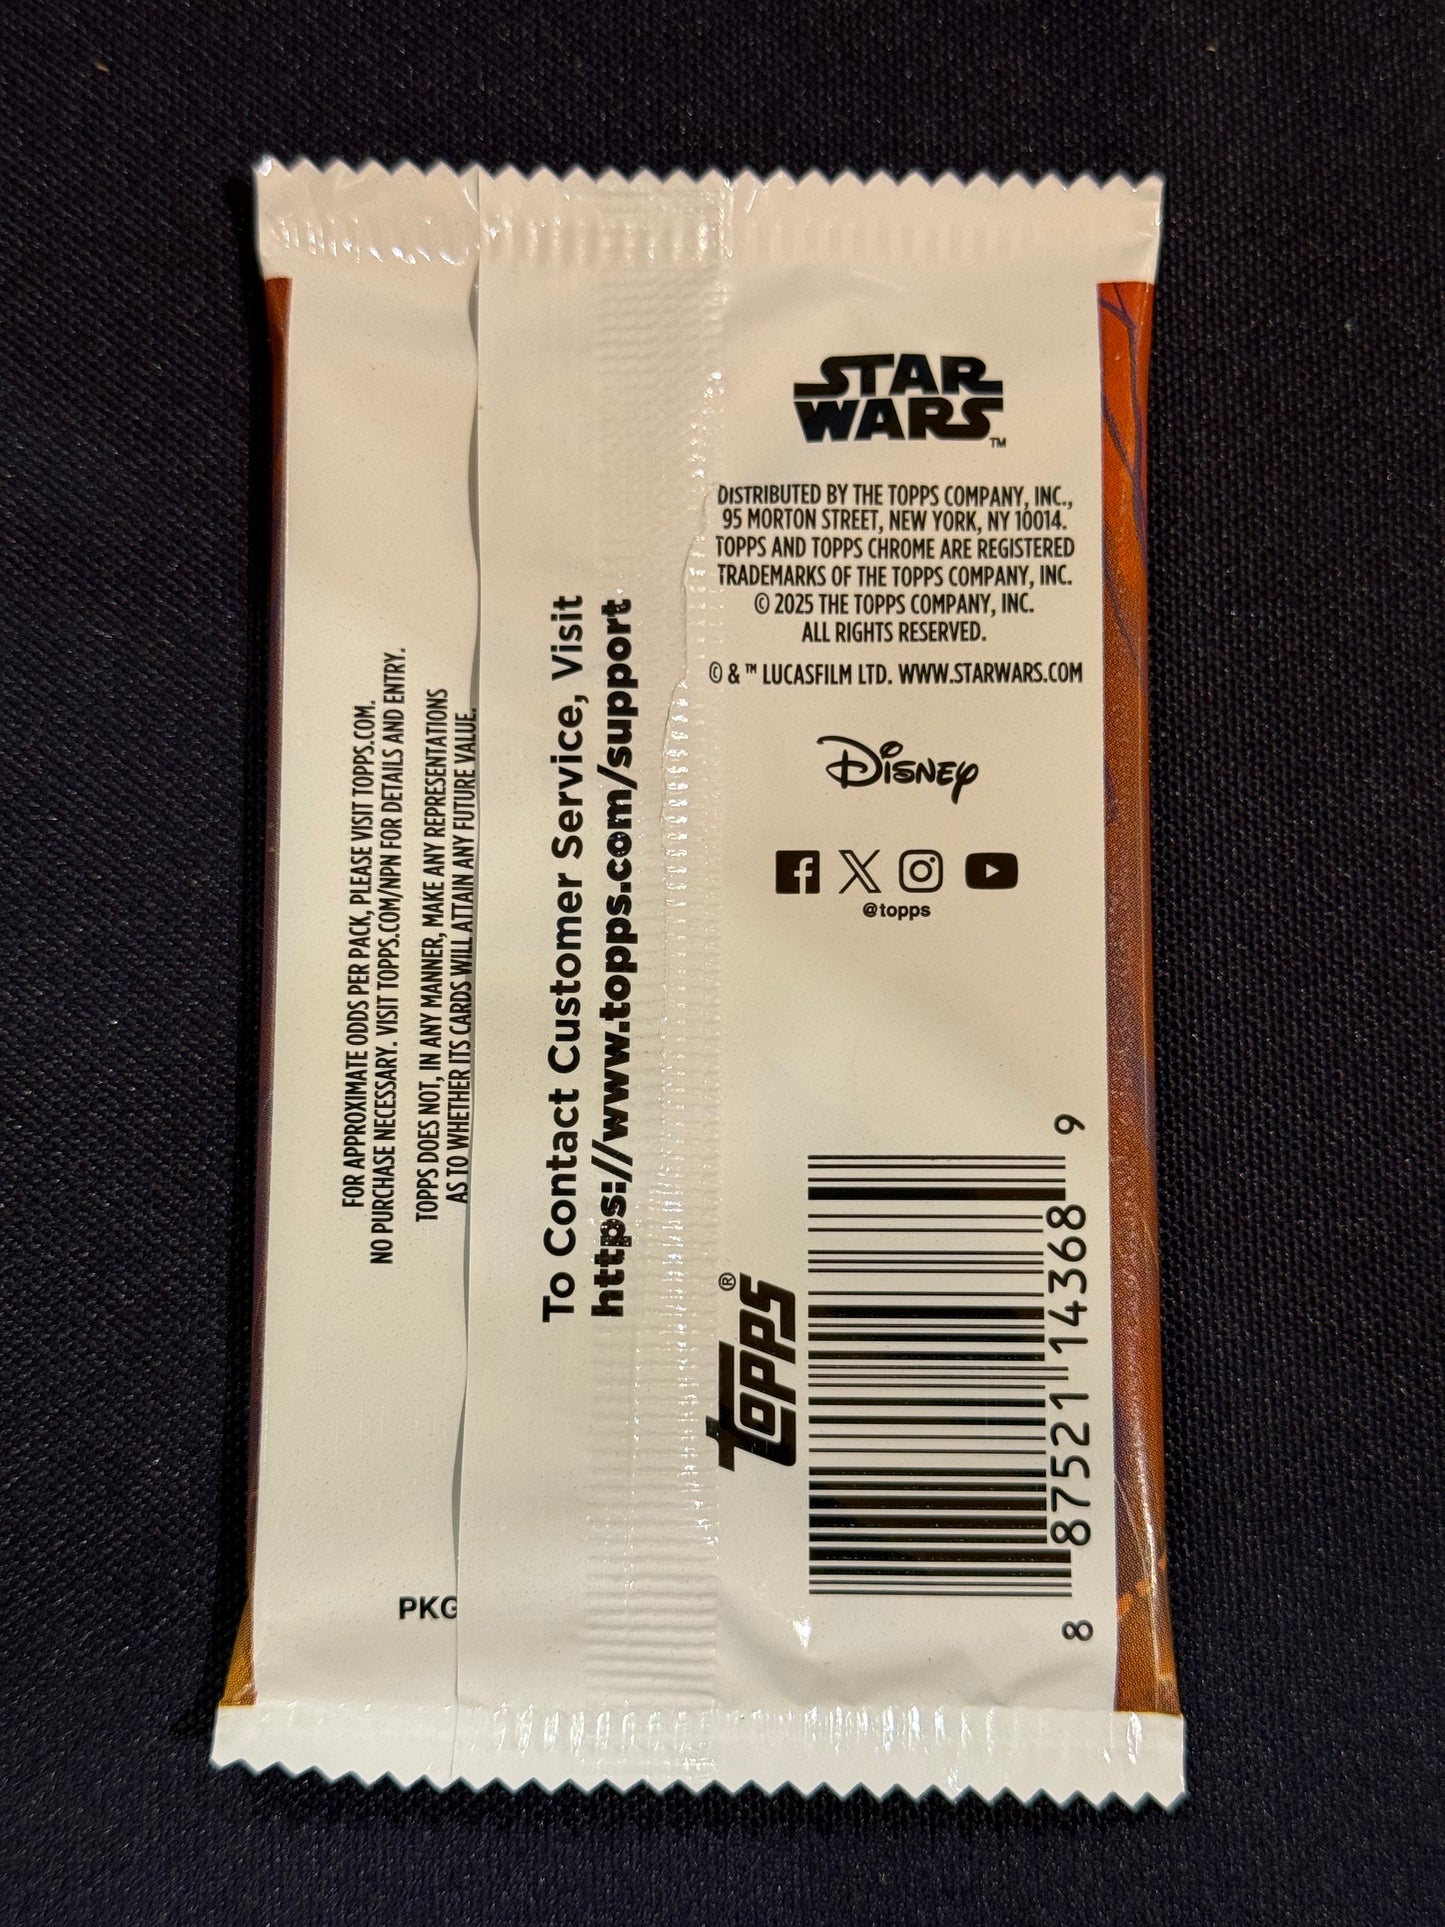 STAR
WARS
™
DISTRIBUTED BY THE TOPPS COMPANY, INC.,
95 MORTON STREET, NEW YORK, NY 10014.
TOPPS AND TOPPS CHROME ARE REGISTERED
TRADEMARKS OF THE TOPPS COMPANY, INC.
© 2025 THE TOPPS COMPANY, INC.
ALL RIGHTS RESERVED.
© & ™ LUCASFILM LTD. WWW.STARWARS.COM
Disney
@topps
topps®
8 87521 14368 9
To Contact Customer Service, Visit
https://www.topps.com/support
FOR APPROXIMATE ODDS PER PACK, PLEASE VISIT TOPPS.COM.
NO PURCHASE NECESSARY. VISIT TOPPS.COM/NPN FOR DETAILS AND ENTRY.
TOPPS DOES NOT, IN ANY MANNER, MAKE ANY REPRESENTATIONS
AS TO WHETHER ITS CARDS WILL ATTAIN ANY FUTURE VALUE.
PKG